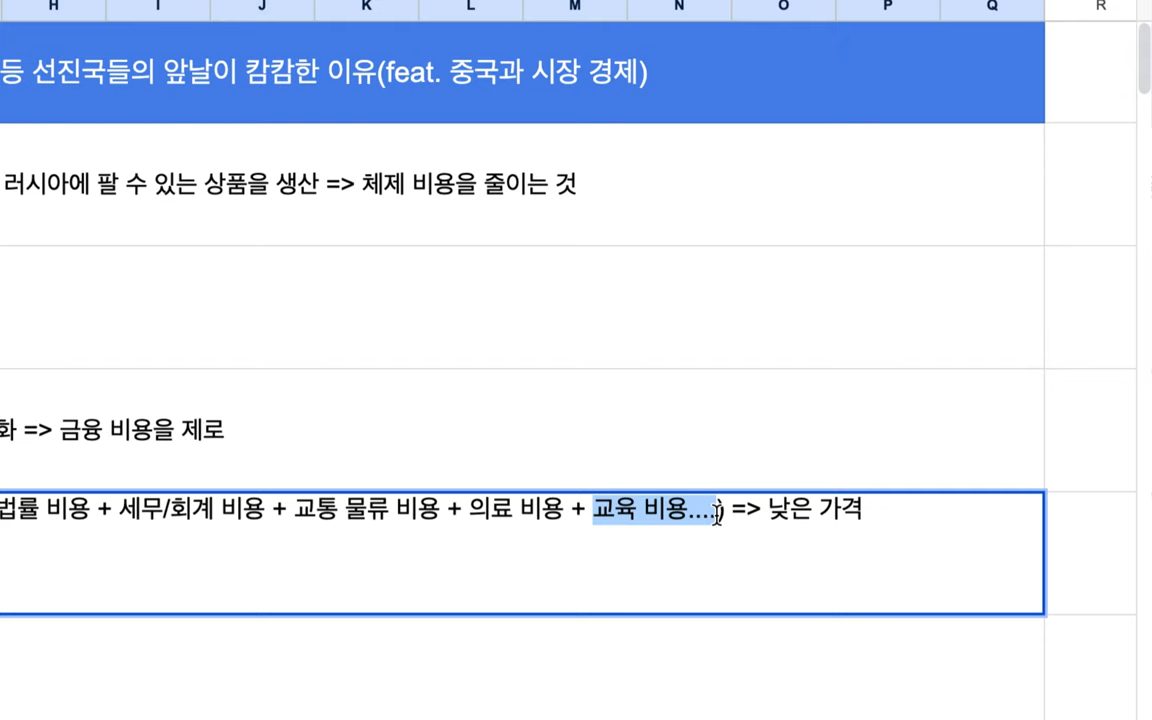 H I J K L M N O P Q R
등 선진국들의 앞날이 캄캄한 이유(feat. 중국과 시장 경제)
러시아에 팔 수 있는 상품을 생산 => 체제 비용을 줄이는 것
화 => 금융 비용을 제로
법률 비용 + 세무/회계 비용 + 교통 물류 비용 + 의료 비용 + 교육 비용....) => 낮은 가격